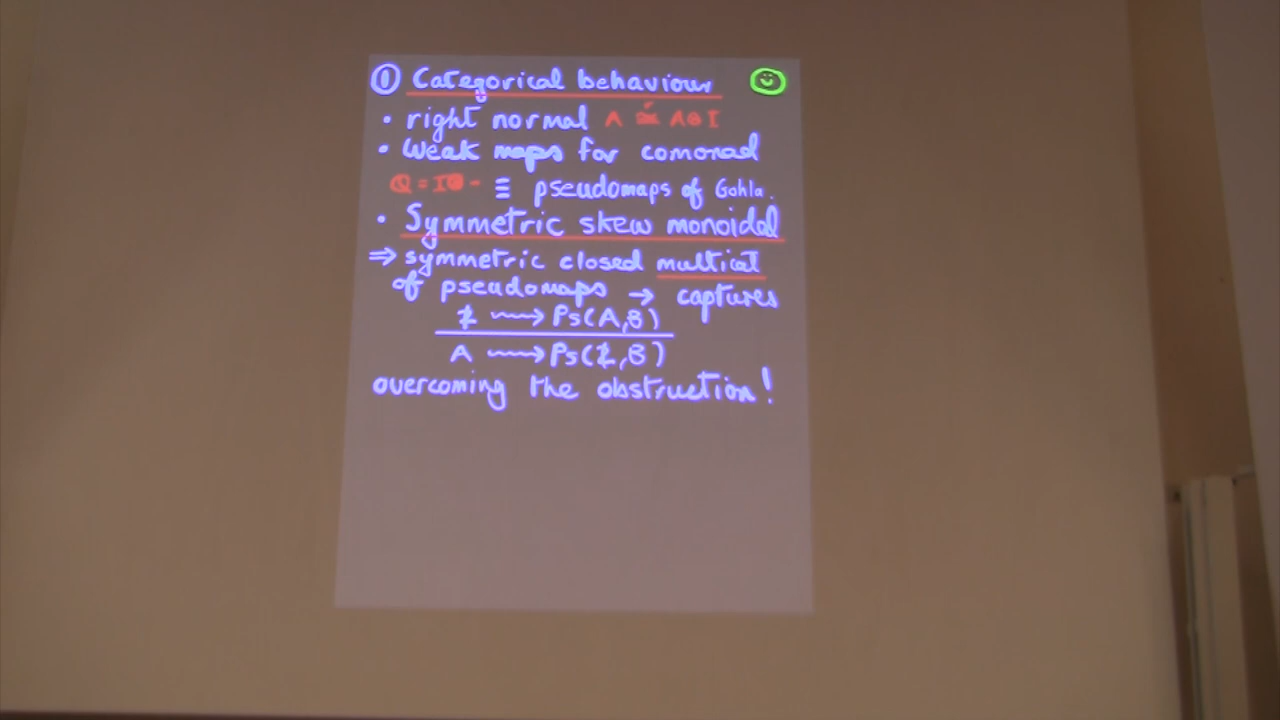 ① Categorical behaviour
• right normal A ≅ A⊗I
• Weak maps for comonad
Q = I⊗- ≡ pseudomaps of Gohla.
• Symmetric skew monoidal
⇒ symmetric closed multicat
of pseudomaps → captures
Z ⇝ Ps(A,B)
A ⇝ Ps(Z,B)
overcoming the obstruction!